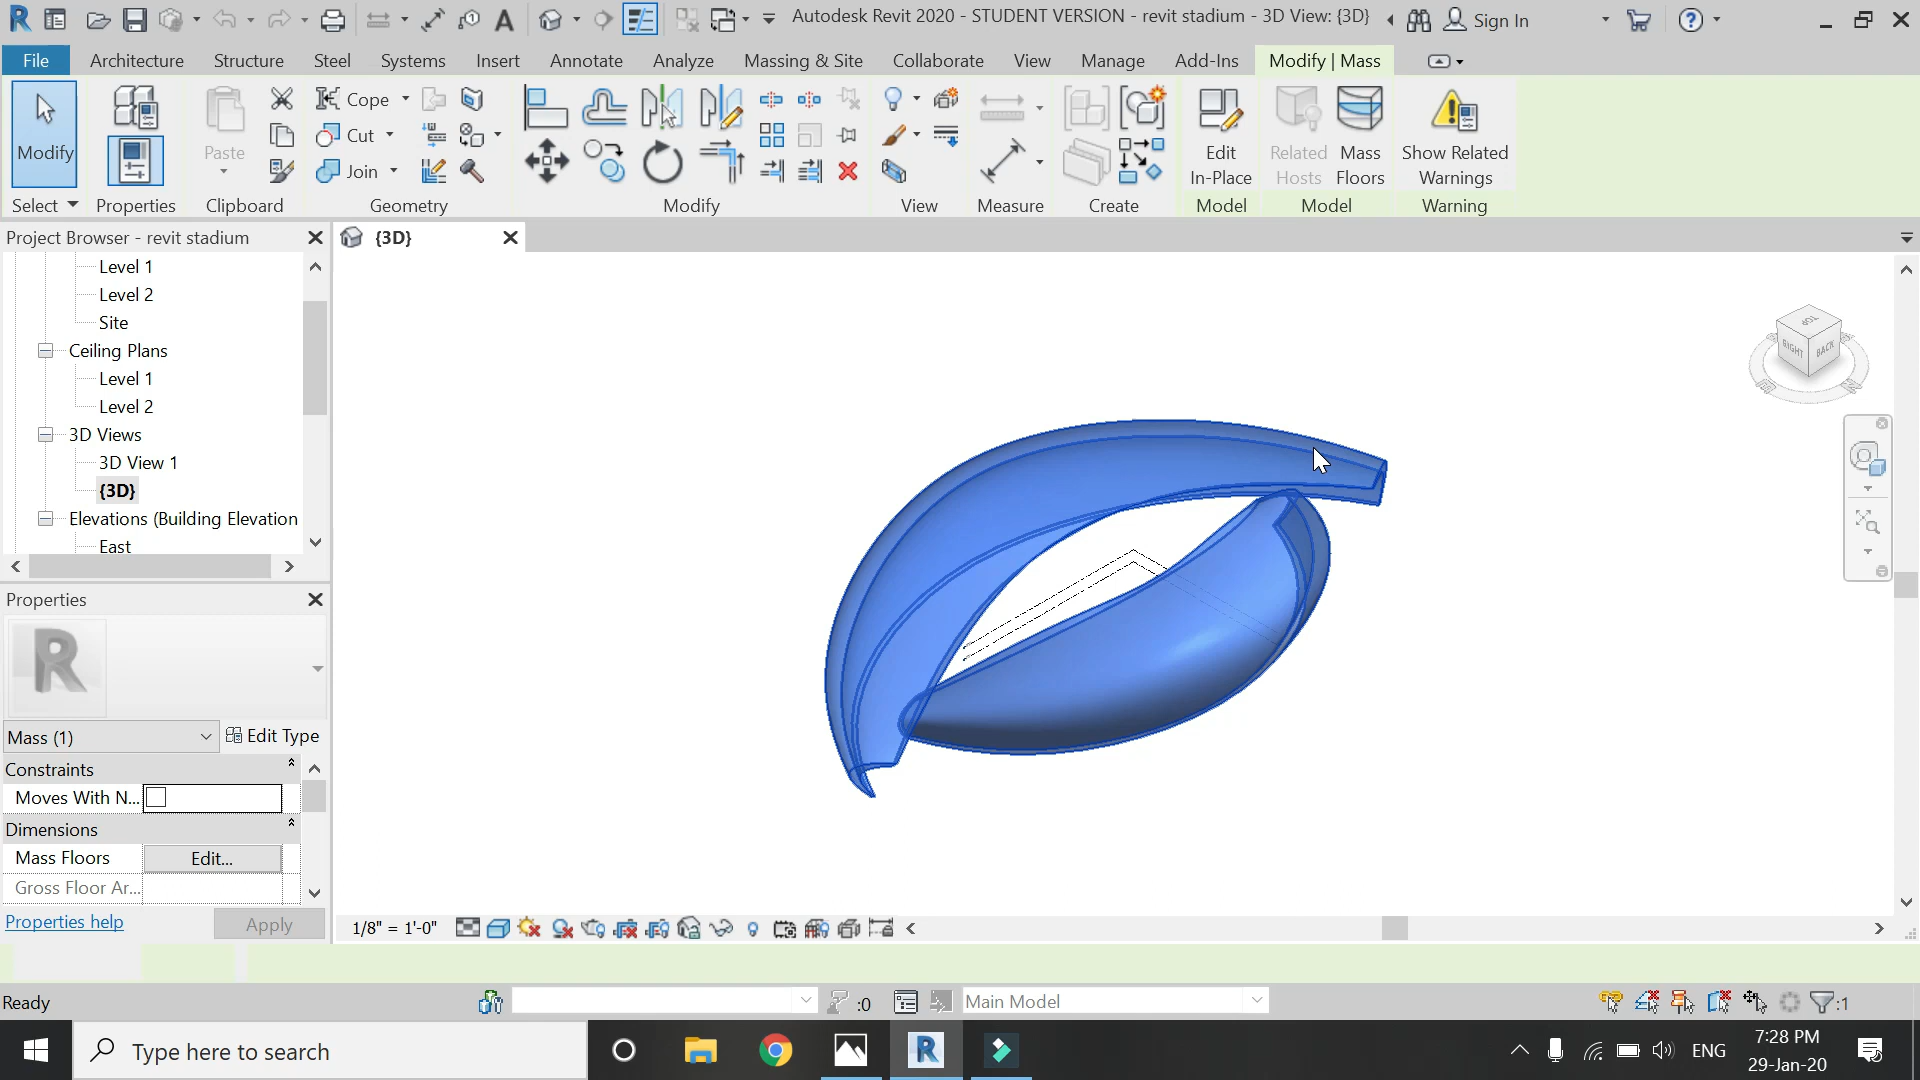 Autodesk Revit 2020 - STUDENT VERSION - revit stadium - 3D View: {3D}
Sign In
File Architecture Structure Steel Systems Insert Annotate Analyze Massing & Site Collaborate View Manage Add-Ins Modify | Mass
Modify
Paste
Cope
Cut
Join
Edit
In-Place
Related
Hosts
Mass
Floors
Show Related
Warnings
Select Properties Clipboard Geometry Modify View Measure Create Model Model Warning
Project Browser - revit stadium
{3D}
Level 1
Level 2
Site
Ceiling Plans
Level 1
Level 2
3D Views
3D View 1
{3D}
Elevations (Building Elevation
East
TOP
RIGHT
BACK
Properties
R
Mass (1)
Edit Type
Constraints
Moves With N...
Dimensions
Mass Floors
Edit...
Gross Floor Ar...
Properties help
Apply
1/8" = 1'-0"
Ready
:0
Main Model
:1
Type here to search
ENG
7:28 PM
29-Jan-20